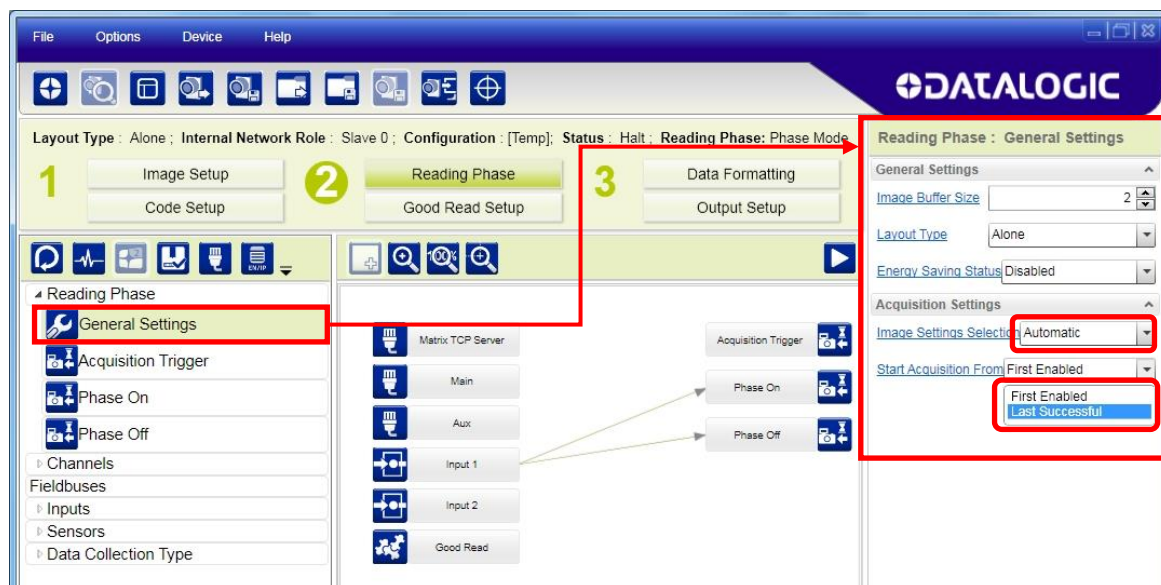 File Options Device Help
DATALOGIC
Layout Type : Alone ; Internal Network Role : Slave 0 ; Configuration : [Temp]; Status : Halt ; Reading Phase: Phase Mode
1 Image Setup 2 Reading Phase 3 Data Formatting
Code Setup Good Read Setup Output Setup
EN/IP
100%
Reading Phase
General Settings
Acquisition Trigger
Phase On
Phase Off
Channels
Fieldbuses
Inputs
Sensors
Data Collection Type
Matrix TCP Server
Main
Aux
Input 1
Input 2
Good Read
Acquisition Trigger
Phase On
Phase Off
Reading Phase : General Settings
General Settings
Image Buffer Size 2
Layout Type Alone
Energy Saving Status Disabled
Acquisition Settings
Image Settings Selection Automatic
Start Acquisition From First Enabled
First Enabled
Last Successful